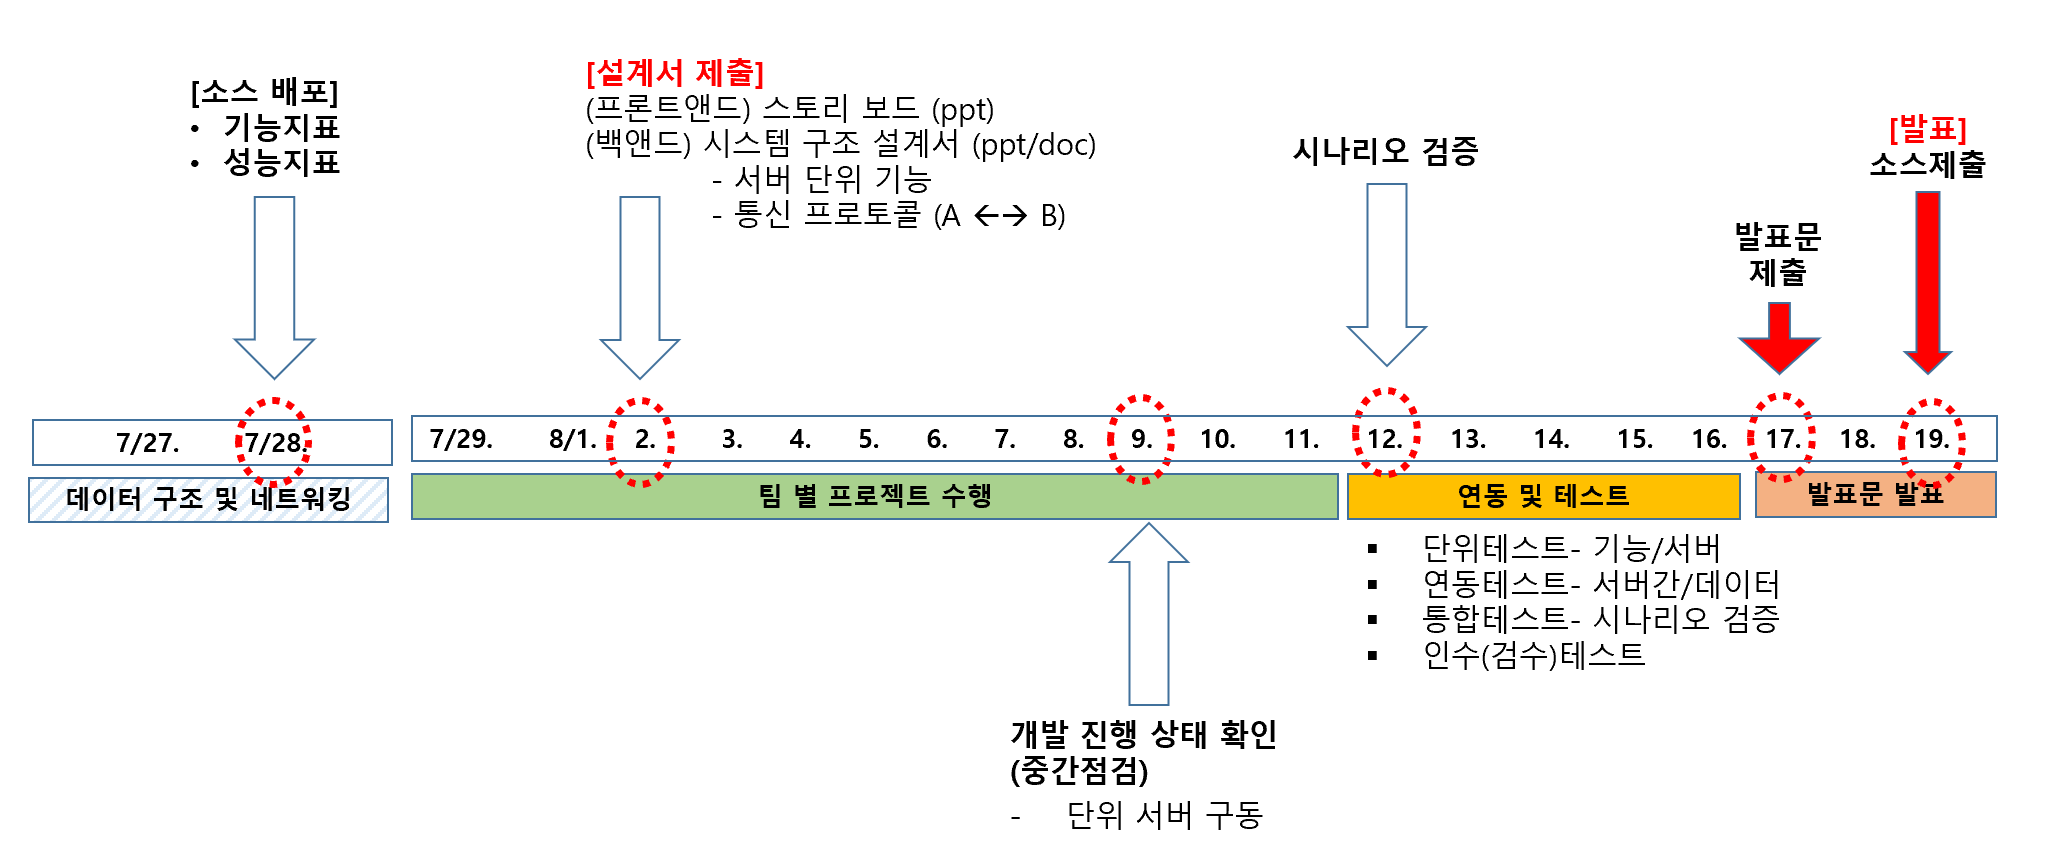 [소스 배포]
• 기능지표
• 성능지표
[설계서 제출]
(프론트앤드) 스토리 보드 (ppt)
(백앤드) 시스템 구조 설계서 (ppt/doc)
- 서버 단위 기능
- 통신 프로토콜 (A ←→ B)
시나리오 검증
[발표]
소스제출
발표문
제출
7/27. 7/28.
7/29. 8/1. 2. 3. 4. 5. 6. 7. 8. 9. 10. 11. 12. 13. 14. 15. 16. 17. 18. 19.
데이터 구조 및 네트워킹
팀 별 프로젝트 수행
연동 및 테스트
발표문 발표
▪ 단위테스트- 기능/서버
▪ 연동테스트- 서버간/데이터
▪ 통합테스트- 시나리오 검증
▪ 인수(검수)테스트
개발 진행 상태 확인
(중간점검)
- 단위 서버 구동